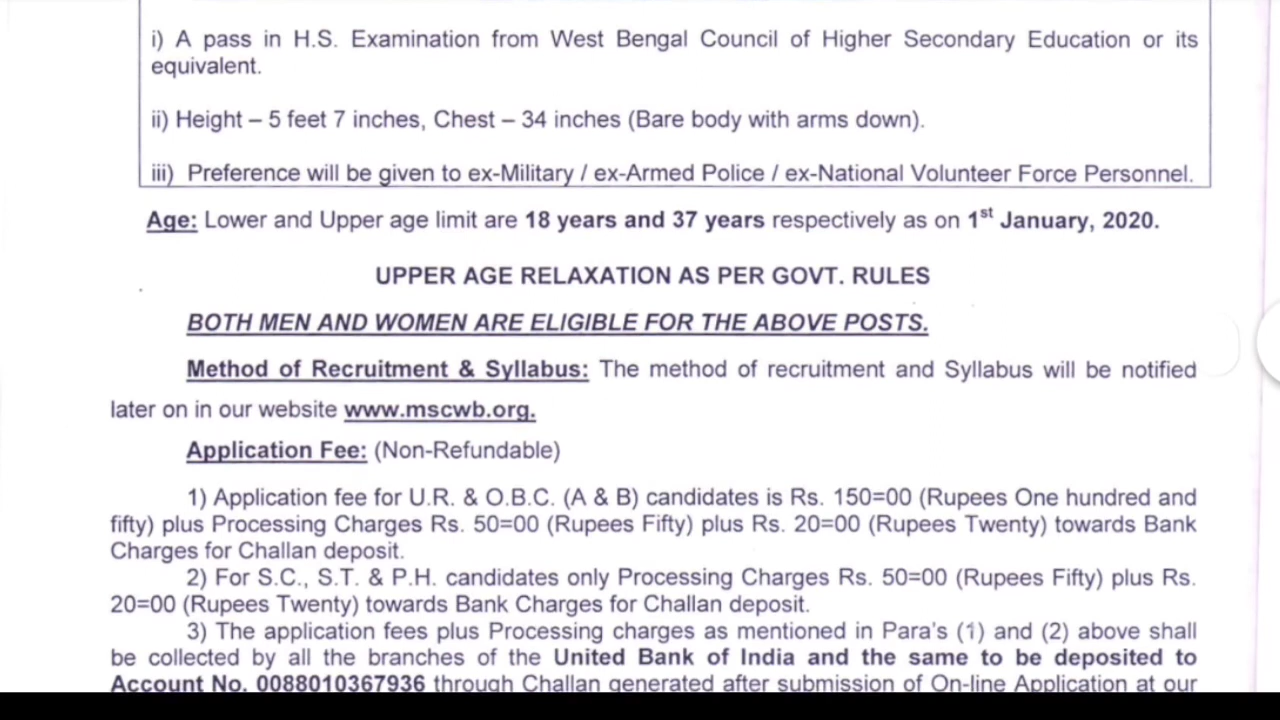 i) A pass in H.S. Examination from West Bengal Council of Higher Secondary Education or its
equivalent.
ii) Height – 5 feet 7 inches, Chest – 34 inches (Bare body with arms down).
iii) Preference will be given to ex-Military / ex-Armed Police / ex-National Volunteer Force Personnel.
Age: Lower and Upper age limit are 18 years and 37 years respectively as on 1st January, 2020.
UPPER AGE RELAXATION AS PER GOVT. RULES
BOTH MEN AND WOMEN ARE ELIGIBLE FOR THE ABOVE POSTS.
Method of Recruitment & Syllabus: The method of recruitment and Syllabus will be notified
later on in our website www.mscwb.org.
Application Fee: (Non-Refundable)
1) Application fee for U.R. & O.B.C. (A & B) candidates is Rs. 150=00 (Rupees One hundred and
fifty) plus Processing Charges Rs. 50=00 (Rupees Fifty) plus Rs. 20=00 (Rupees Twenty) towards Bank
Charges for Challan deposit.
2) For S.C., S.T. & P.H. candidates only Processing Charges Rs. 50=00 (Rupees Fifty) plus Rs.
20=00 (Rupees Twenty) towards Bank Charges for Challan deposit.
3) The application fees plus Processing charges as mentioned in Para's (1) and (2) above shall
be collected by all the branches of the United Bank of India and the same to be deposited to
Account No. 0088010367936 through Challan generated after submission of On-line Application at our